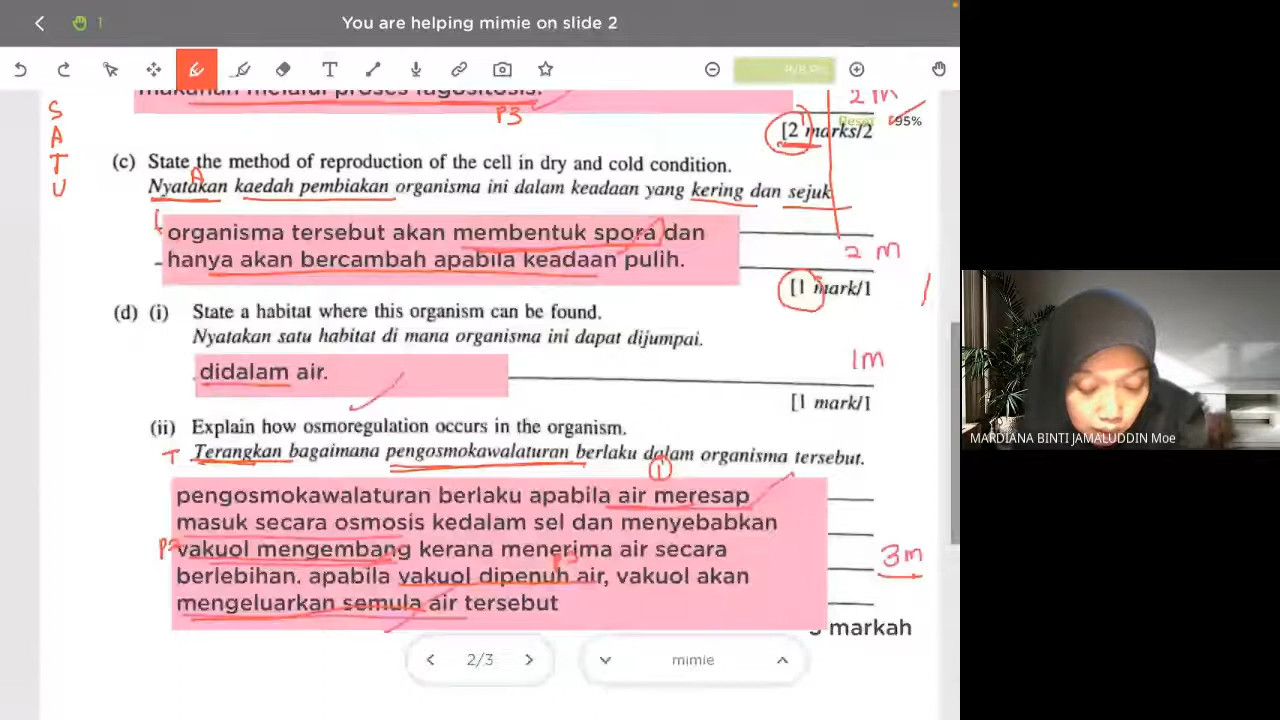 You are helping mimie on slide 2
1
makanan melalui proses fagositosis.
P3
2 m
[2 marks/2
Reset
95%
S
A
T
U
(c) State the method of reproduction of the cell in dry and cold condition.
A
Nyatakan kaedah pembiakan organisma ini dalam keadaan yang kering dan sejuk
organisma tersebut akan membentuk spora dan
hanya akan bercambah apabila keadaan pulih.
2 m
[1 mark/1
(d) (i) State a habitat where this organism can be found.
Nyatakan satu habitat di mana organisma ini dapat dijumpai.
didalam air.
1m
[1 mark/1
(ii) Explain how osmoregulation occurs in the organism.
T Terangkan bagaimana pengosmokawalaturan berlaku dalam organisma tersebut.
1
pengosmokawalaturan berlaku apabila air meresap
masuk secara osmosis kedalam sel dan menyebabkan
P2 vakuol mengembang kerana menerima air secara
berlebihan. apabila vakuol dipenuh air, vakuol akan
mengeluarkan semula air tersebut
3m
markah
2/3
mimie
MARDIANA BINTI JAMALUDDIN Moe